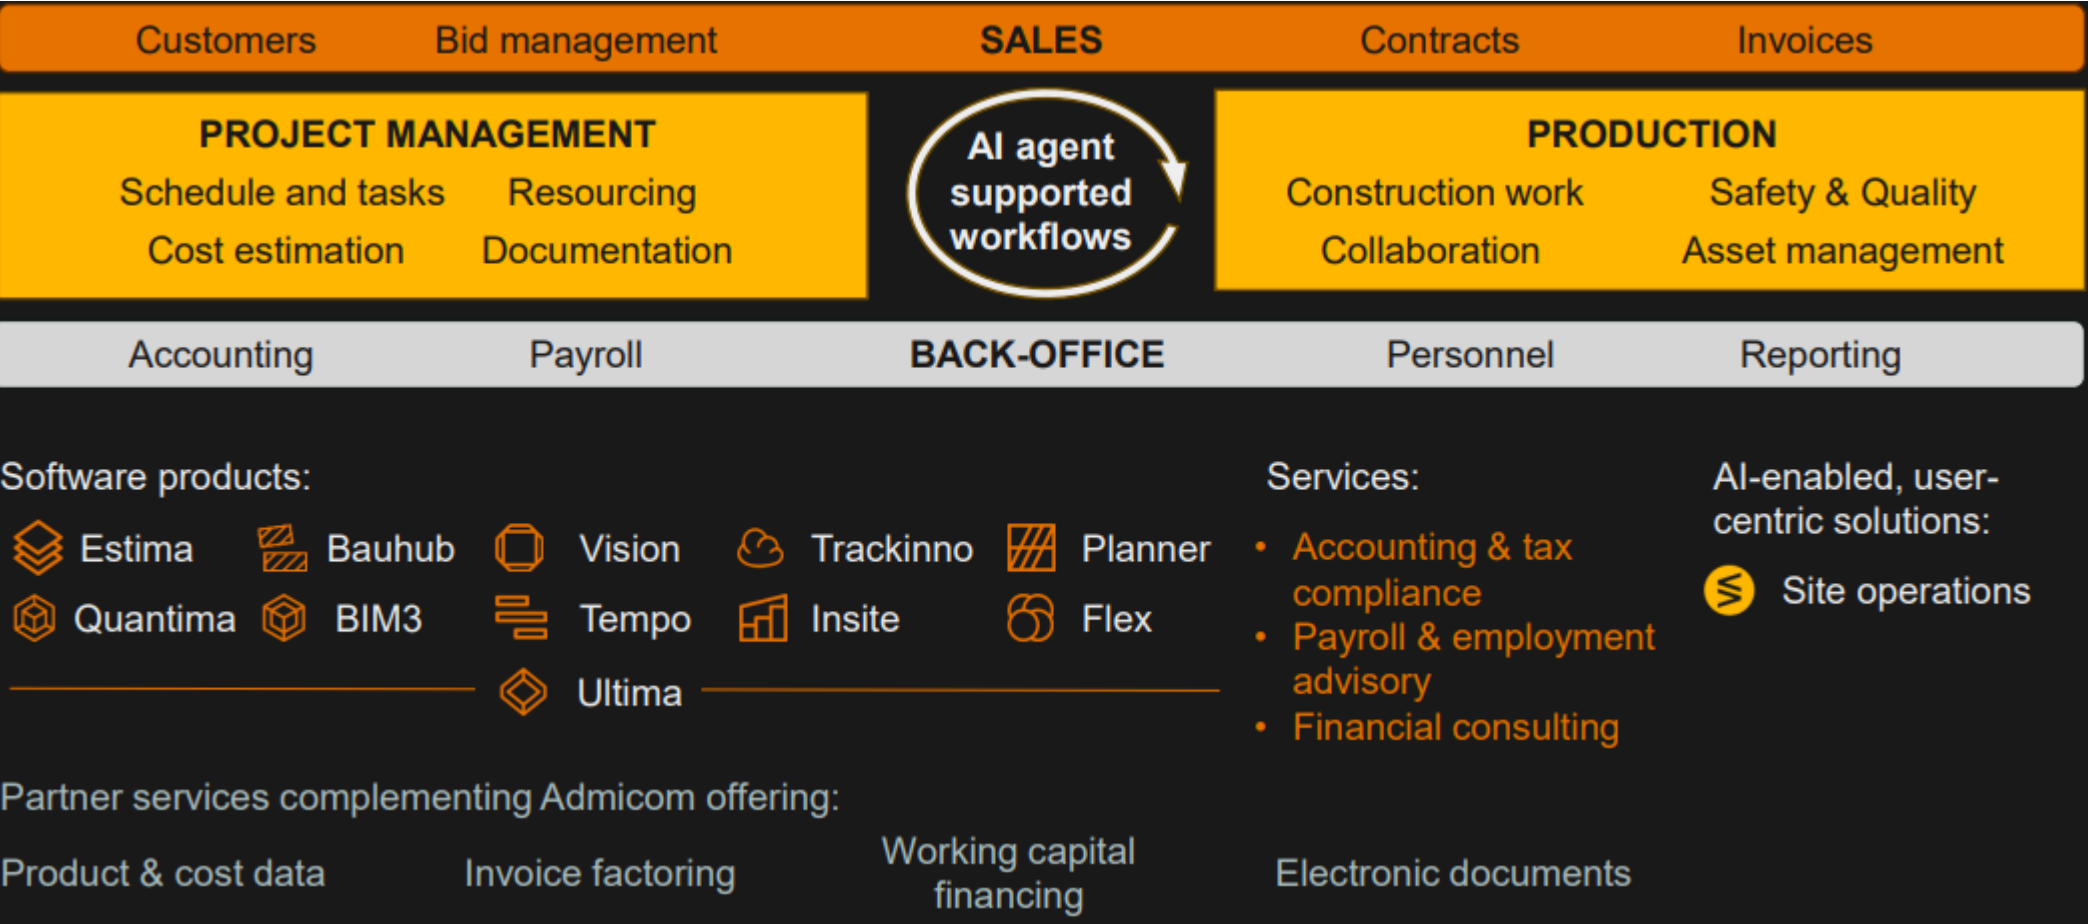 Customers Bid management SALES Contracts Invoices
PROJECT MANAGEMENT
Schedule and tasks Resourcing
Cost estimation Documentation
AI agent
supported
workflows
PRODUCTION
Construction work Safety & Quality
Collaboration Asset management
Accounting Payroll BACK-OFFICE Personnel Reporting
Software products:
Estima Bauhub Vision Trackinno Planner
Quantima BIM3 Tempo Insite Flex
Ultima
Services:
• Accounting & tax
compliance
• Payroll & employment
advisory
• Financial consulting
AI-enabled, user-
centric solutions:
Site operations
Partner services complementing Admicom offering:
Product & cost data Invoice factoring
Working capital
financing
Electronic documents